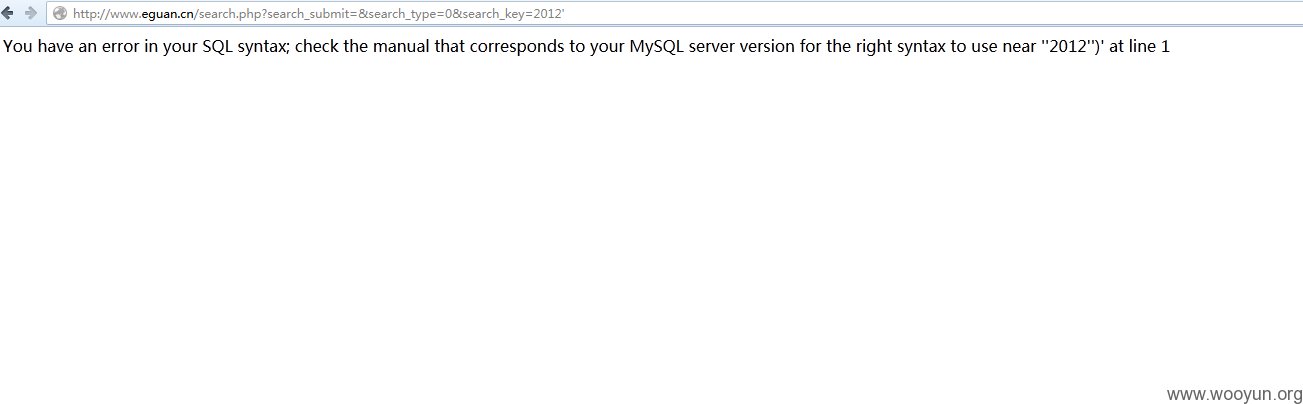 http://www.eguan.cn/search.php?search_submit=&search_type=0&search_key=2012'
You have an error in your SQL syntax; check the manual that corresponds to your MySQL server version for the right syntax to use near ''2012'')' at line 1
www.wooyun.org